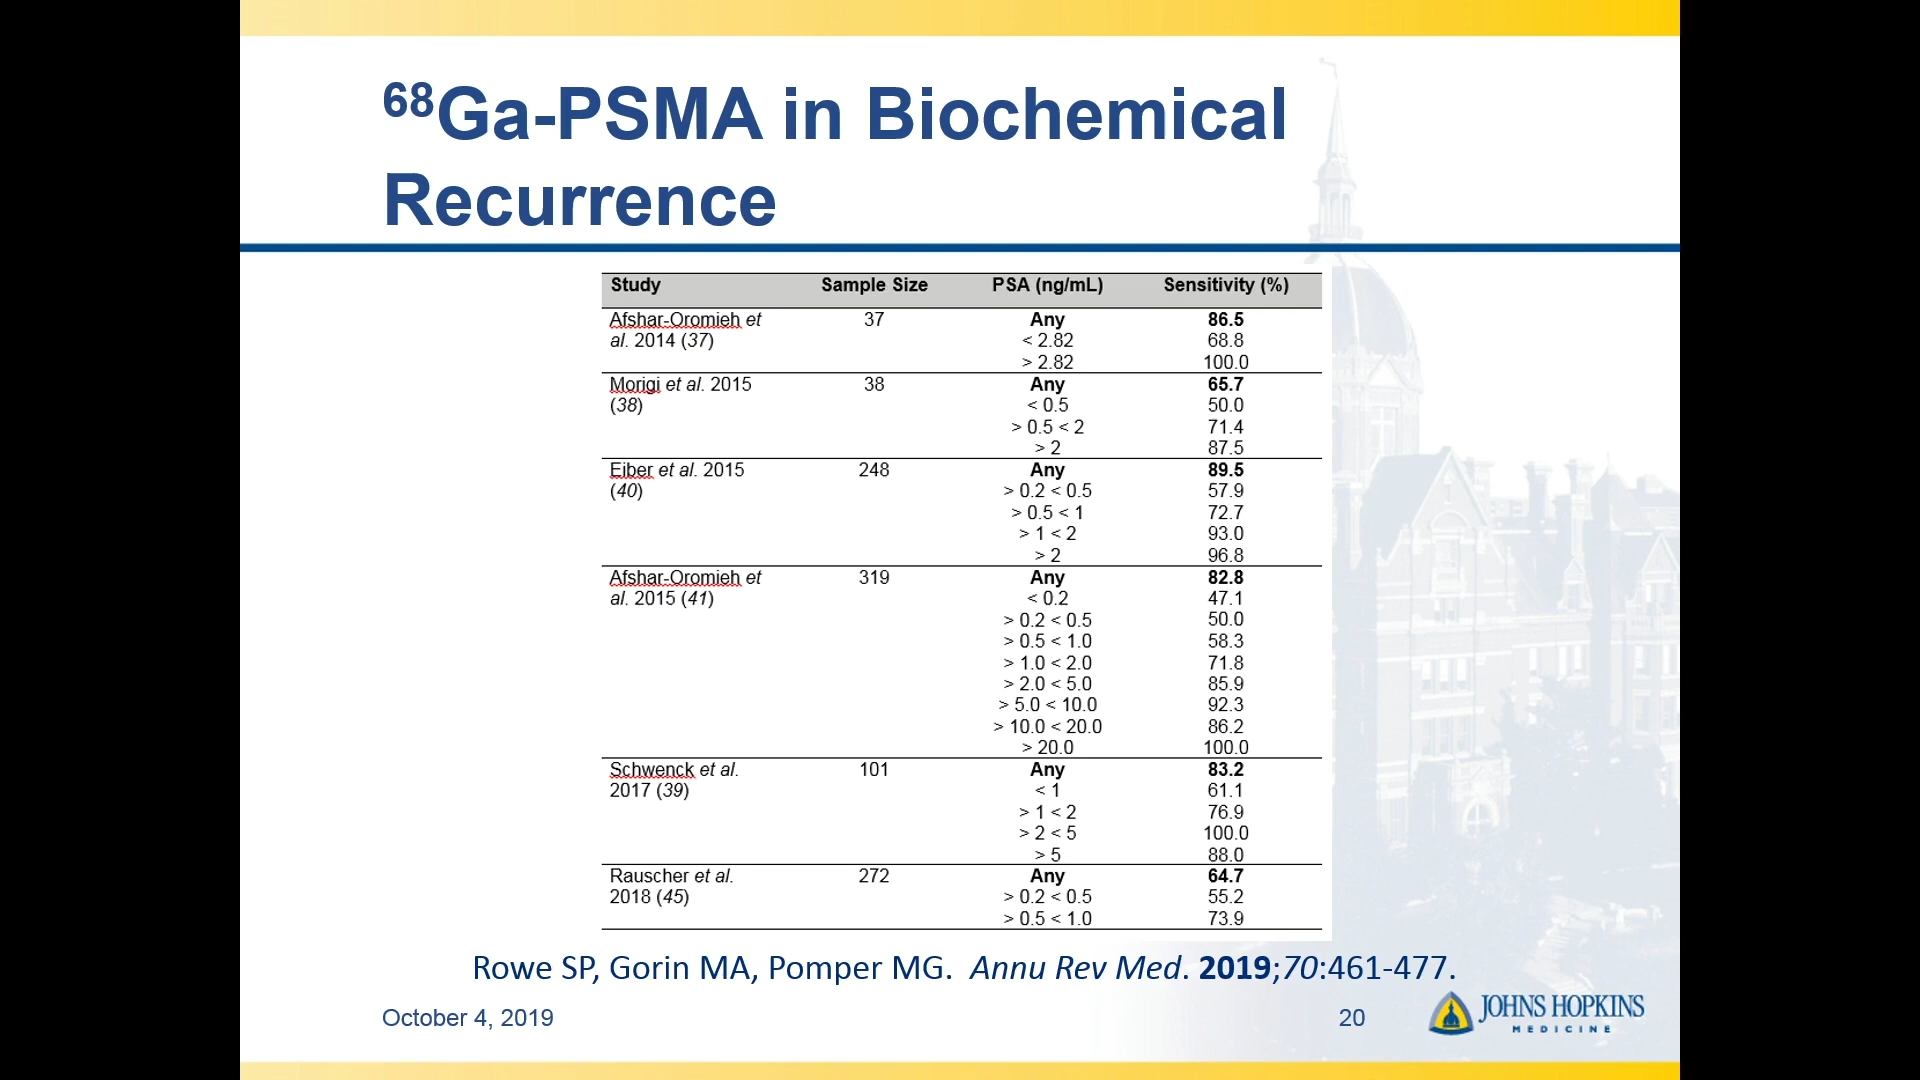 68Ga-PSMA in Biochemical
Recurrence
Study Sample Size PSA (ng/mL) Sensitivity (%)
Afshar-Oromieh et 37 Any 86.5
al. 2014 (37) < 2.82 68.8
> 2.82 100.0
Morigi et al. 2015 38 Any 65.7
(38) < 0.5 50.0
> 0.5 < 2 71.4
> 2 87.5
Eiber et al. 2015 248 Any 89.5
(40) > 0.2 < 0.5 57.9
> 0.5 < 1 72.7
> 1 < 2 93.0
> 2 96.8
Afshar-Oromieh et 319 Any 82.8
al. 2015 (41) < 0.2 47.1
> 0.2 < 0.5 50.0
> 0.5 < 1.0 58.3
> 1.0 < 2.0 71.8
> 2.0 < 5.0 85.9
> 5.0 < 10.0 92.3
> 10.0 < 20.0 86.2
> 20.0 100.0
Schwenck et al. 101 Any 83.2
2017 (39) < 1 61.1
> 1 < 2 76.9
> 2 < 5 100.0
> 5 88.0
Rauscher et al. 272 Any 64.7
2018 (45) > 0.2 < 0.5 55.2
> 0.5 < 1.0 73.9
Rowe SP, Gorin MA, Pomper MG. Annu Rev Med. 2019;70:461-477.
October 4, 2019 20
JOHNS HOPKINS
MEDICINE